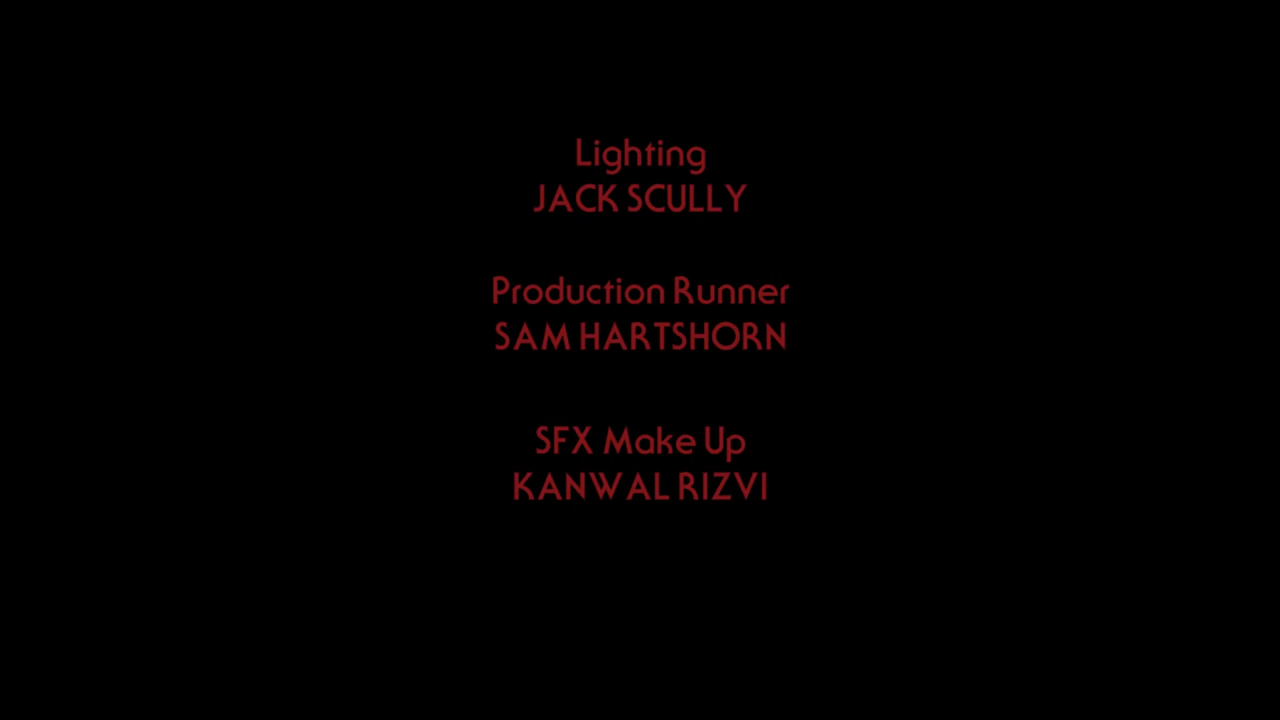 Lighting
JACK SCULLY
Production Runner
SAM HARTSHORN
SFX Make Up
KANWAL RIZVI